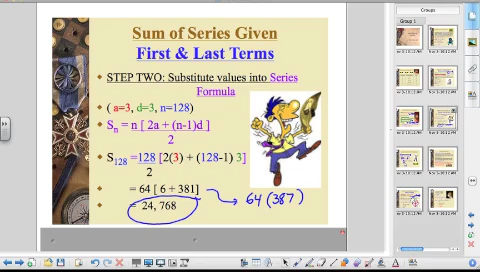 Sum of Series Given
First & Last Terms
STEP TWO: Substitute values into Series
Formula
( a=3, d=3, n=128)
Sn = n [ 2a + (n-1)d ]
2
S128 =128 [2(3) + (128-1) 3]
2
= 64 [ 6 + 381]
64 (387)
= 24, 768
Groups
Group 1